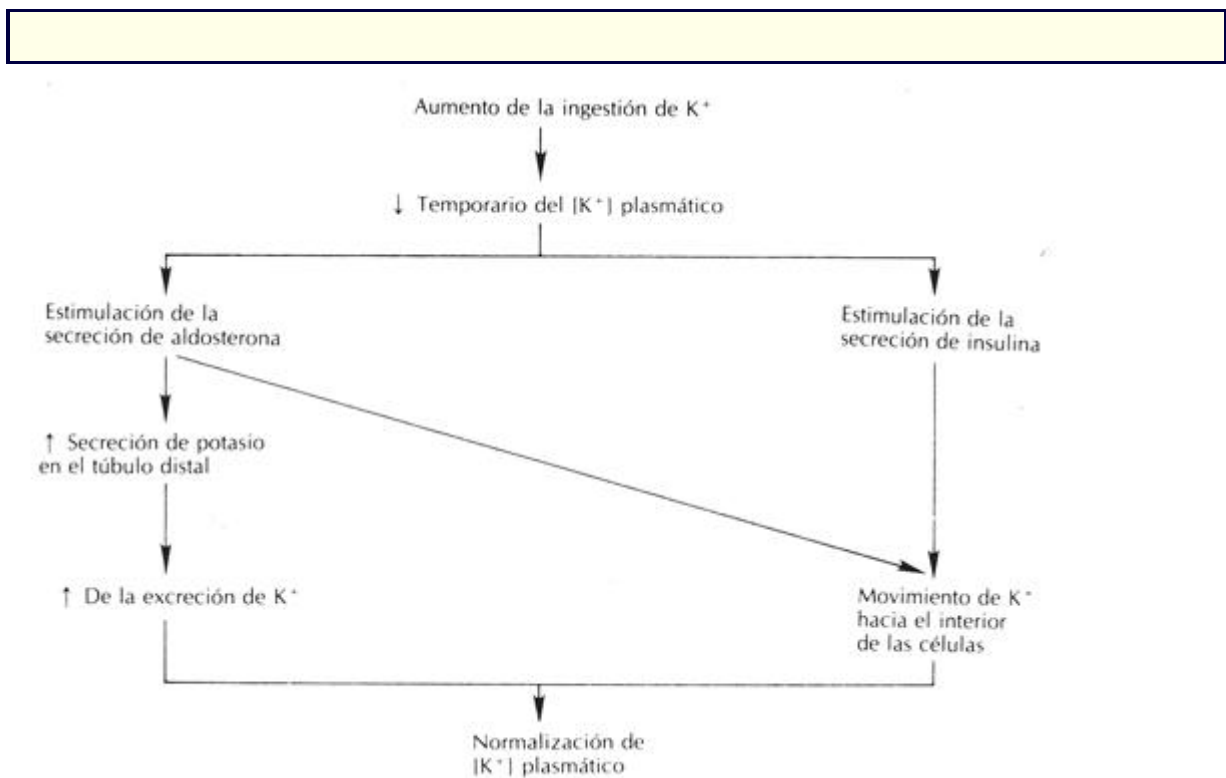 Aumento de la ingestión de K⁺
↓ Temporario del [K⁺] plasmático
Estimulación de la
secreción de aldosterona
Estimulación de la
secreción de insulina
↑ Secreción de potasio
en el túbulo distal
↑ De la excreción de K⁺
Movimiento de K⁺
hacia el interior
de las células
Normalización de
[K⁺] plasmático